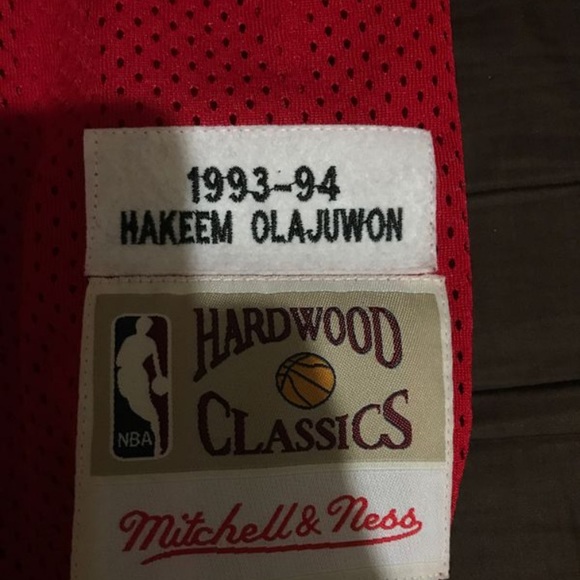 1993-94
HAKEEM OLAJUWON
HARDWOOD
NBA
CLASSICS
Mitchell & Ness